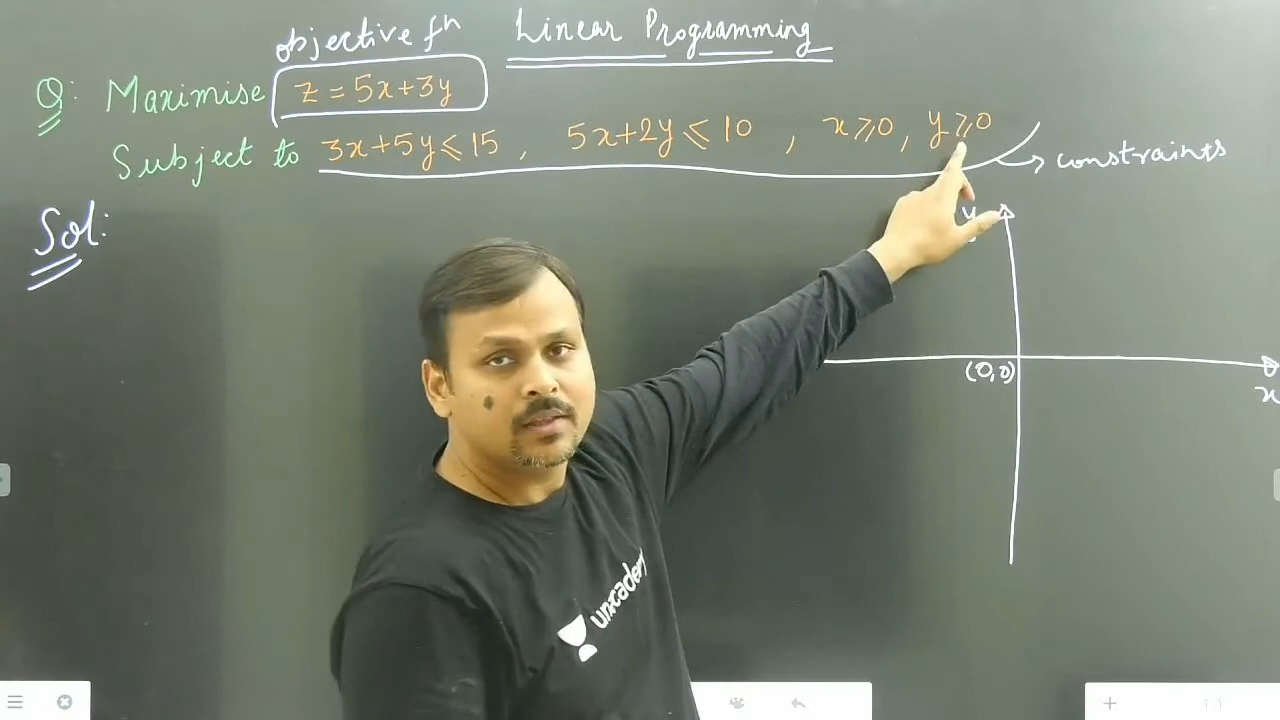 Linear Programming
objective fn
Q: Maximise z = 5x+3y
Subject to 3x+5y≤15, 5x+2y≤10, x≥0, y≥0
constraints
Sol:
y
(0,0)
x
unacademy